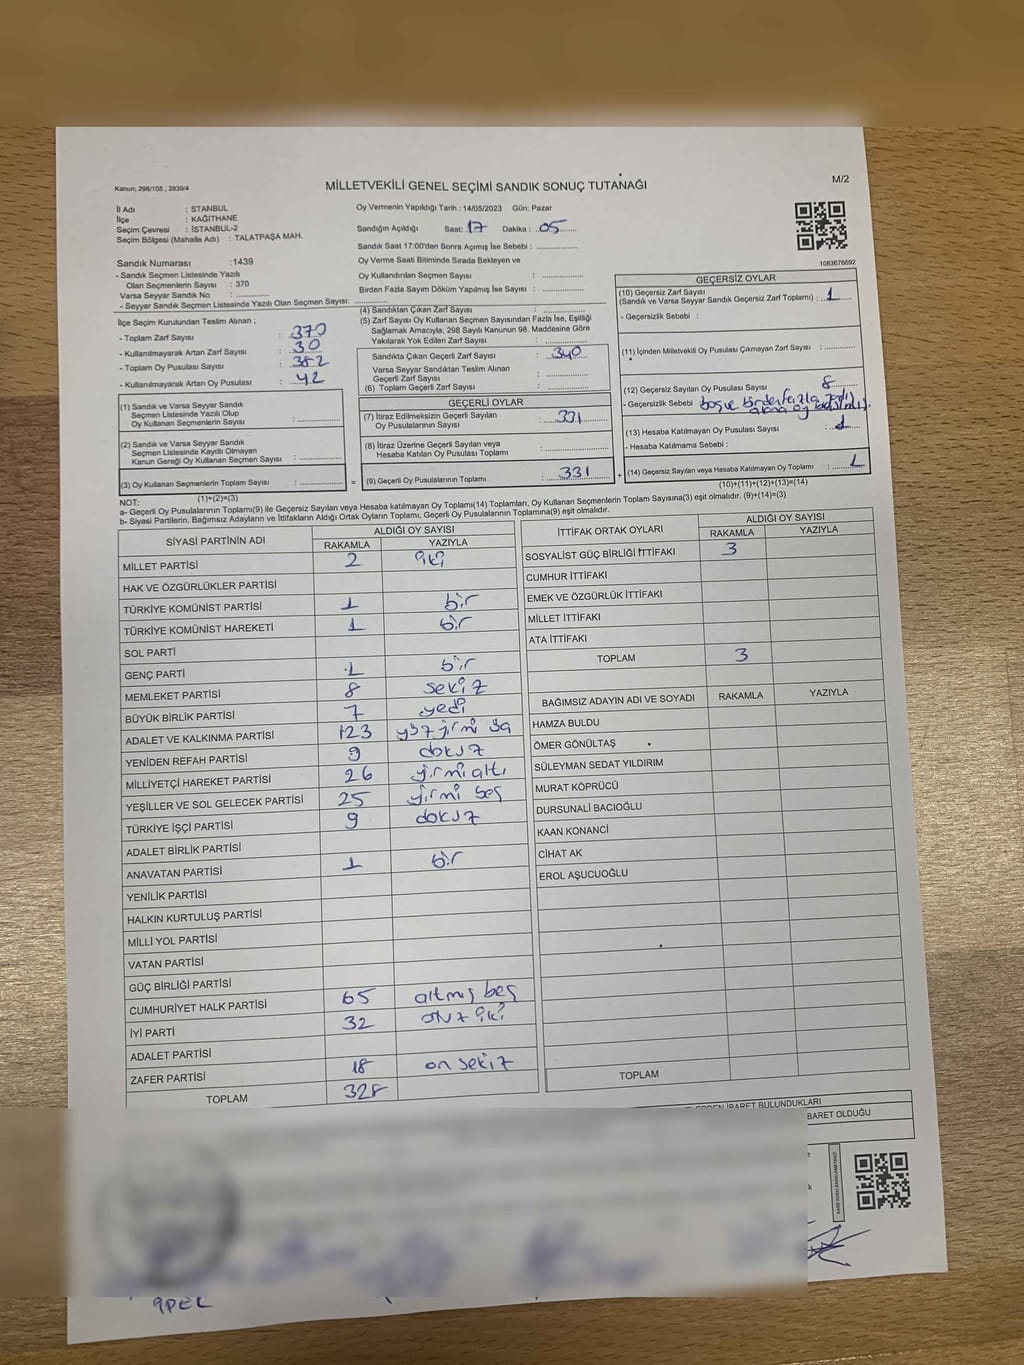 Kanun; 298/105 , 2839/4
MİLLETVEKİLİ GENEL SEÇİMİ SANDIK SONUÇ TUTANAĞI
M/2
İl Adı : STANBUL
İlçe : KAĞITHANE
Seçim Çevresi : İSTANBUL-2
Seçim Bölgesi (Mahalle Adı) : TALATPAŞA MAH.
Oy Vermenin Yapıldığı Tarih : 14/05/2023 Gün: Pazar
Sandığın Açıldığı Saat: 17 Dakika : 05
Sandık Saat 17:00'den Sonra Açımış İse Sebebi :
Oy Verme Saati Bitiminde Sırada Bekleyen ve
Oy Kullandırılan Seçmen Sayısı :
Birden Fazla Sayım Döküm Yapılmış İse Sayısı :
1083676692
Sandık Numarası :1439
- Sandık Seçmen Listesinde Yazılı
Olan Seçmenlerin Sayısı : 370
Varsa Seyyar Sandık No :
- Seyyar Sandık Seçmen Listesinde Yazılı Olan Seçmen Sayısı:
İlçe Seçim Kurulundan Teslim Alınan ;
- Toplam Zarf Sayısı : 370
- Kullanılmayarak Artan Zarf Sayısı : 30
- Toplam Oy Pusulası Sayısı : 382
- Kullanılmayarak Artan Oy Pusulası : 42
(1) Sandık ve Varsa Seyyar Sandık
Seçmen Listesinde Yazılı Olup
Oy Kullanan Seçmenlerin Sayısı :
(2) Sandık ve Varsa Seyyar Sandık
Seçmen Listesinde Kayıtlı Olmayan
Kanun Gereği Oy Kullanan Seçmen Sayısı :
(3) Oy Kullanan Seçmenlerin Toplam Sayısı :
(1)+(2)=(3)
(4) Sandıktan Çıkan Zarf Sayısı :
(5) Zarf Sayısı Oy Kullanan Seçmen Sayısından Fazla İse, Eşitliği
Sağlamak Amacıyla, 298 Sayılı Kanunun 98. Maddesine Göre
Yakılarak Yok Edilen Zarf Sayısı :
Sandıkta Çıkan Geçerli Zarf Sayısı : 340
Varsa Seyyar Sandıktan Teslim Alınan
Geçerli Zarf Sayısı :
(6) Toplam Geçerli Zarf Sayısı :
GEÇERLİ OYLAR
(7) İtiraz Edilmeksizin Geçerli Sayılan
Oy Pusulalarının Sayısı : 331
(8) İtiraz Üzerine Geçerli Sayılan veya
Hesaba Katılan Oy Pusulası Toplamı :
= (9) Geçerli Oy Pusulalarının Toplamı : 331 +
GEÇERSİZ OYLAR
(10) Geçersiz Zarf Sayısı
(Sandık ve Varsa Seyyar Sandık Geçersiz Zarf Toplamı) : 1
- Geçersizlik Sebebi :
(11) İçinden Milletvekili Oy Pusulası Çıkmayan Zarf Sayısı :
(12) Geçersiz Sayılan Oy Pusulası Sayısı : 8
- Geçersizlik Sebebi boş ve birden fazla
(13) Hesaba Katılmayan Oy Pusulası Sayısı : 1
- Hesaba Katılmama Sebebi :
(14) Geçersiz Sayılan veya Hesaba Katılmayan Oy Toplamı : 1
(10)+(11)+(12)+(13)=(14)
NOT:
a- Geçerli Oy Pusulalarının Toplamı(9) ile Geçersiz Sayılan veya Hesaba katılmayan Oy Toplamı(14) Toplamları, Oy Kullanan Seçmenlerin Toplam Sayısına(3) eşit olmalıdır. (9)+(14)=(3)
b- Siyasi Partilerin, Bağımsız Adayların ve İttifakların Aldığı Ortak Oyların Toplamı, Geçerli Oy Pusulalarının Toplamına(9) eşit olmalıdır.
SİYASİ PARTİNİN ADI ALDIĞI OY SAYISI
RAKAMLA YAZIYLA
MİLLET PARTİSİ 2 iki
HAK VE ÖZGÜRLÜKLER PARTİSİ
TÜRKİYE KOMÜNİST PARTİSİ 1 bir
TÜRKİYE KOMÜNİST HAREKETİ 1 bir
SOL PARTİ
GENÇ PARTİ 1 bir
MEMLEKET PARTİSİ 8 sekiz
BÜYÜK BİRLİK PARTİSİ 7 yedi
ADALET VE KALKINMA PARTİSİ 123 yüz yirmi üç
YENİDEN REFAH PARTİSİ 9 dokuz
MİLLİYETÇİ HAREKET PARTİSİ 26 yirmi altı
YEŞİLLER VE SOL GELECEK PARTİSİ 25 yirmi beş
TÜRKİYE İŞÇİ PARTİSİ 9 dokuz
ADALET BİRLİK PARTİSİ
ANAVATAN PARTİSİ 1 bir
YENİLİK PARTİSİ
HALKIN KURTULUŞ PARTİSİ
MİLLİ YOL PARTİSİ
VATAN PARTİSİ
GÜÇ BİRLİĞİ PARTİSİ
CUMHURİYET HALK PARTİSİ 65 altmış beş
İYİ PARTİ 32 otuz iki
ADALET PARTİSİ
ZAFER PARTİSİ 18 on sekiz
TOPLAM 328
İTTİFAK ORTAK OYLARI ALDIĞI OY SAYISI
RAKAMLA YAZIYLA
SOSYALİST GÜÇ BİRLİĞİ İTTİFAKI 3
CUMHUR İTTİFAKI
EMEK VE ÖZGÜRLÜK İTTİFAKI
MİLLET İTTİFAKI
ATA İTTİFAKI
TOPLAM 3
BAĞIMSIZ ADAYIN ADI VE SOYADI RAKAMLA YAZIYLA
HAMZA BULDU
ÖMER GÖNÜLTAŞ
SÜLEYMAN SEDAT YILDIRIM
MURAT KÖPRÜCÜ
DURSUNALİ BACIOĞLU
KAAN KONANCİ
CİHAT AK
EROL AŞUCUOĞLU
TOPLAM
İBARET BULUNDUKLARI
BARET OLDUĞU